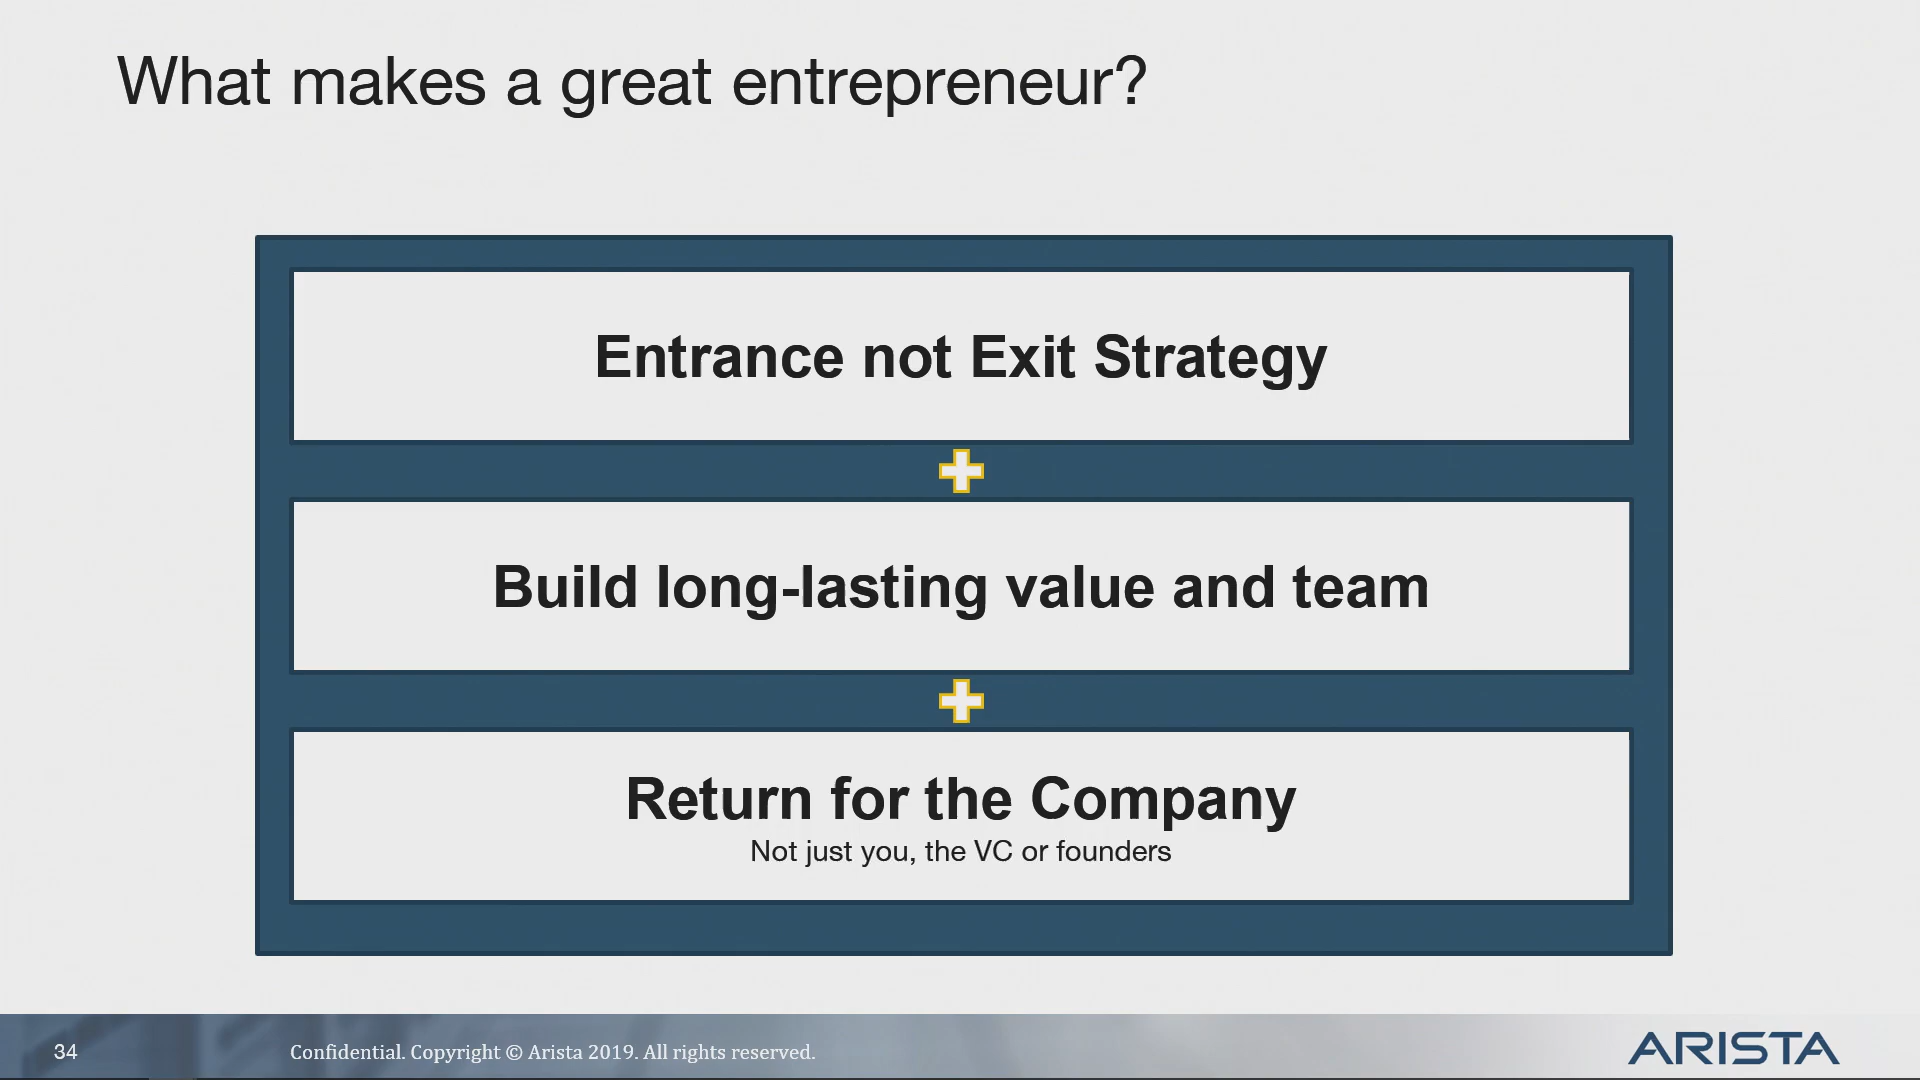 What makes a great entrepreneur?
Entrance not Exit Strategy
Build long-lasting value and team
Return for the Company
Not just you, the VC or founders
34
Confidential. Copyright © Arista 2019. All rights reserved.
ARISTA